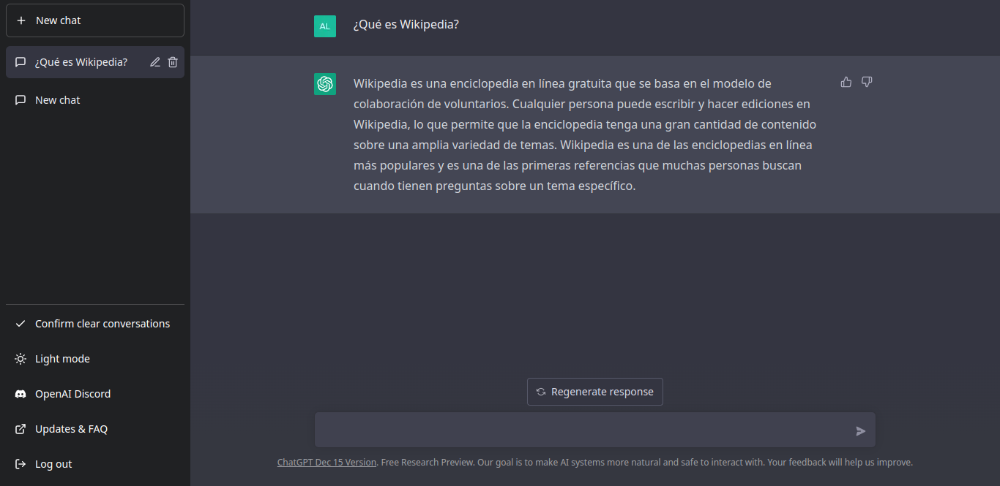 New chat
¿Qué es Wikipedia?
New chat
Confirm clear conversations
Light mode
OpenAI Discord
Updates & FAQ
Log out
AL
¿Qué es Wikipedia?
Wikipedia es una enciclopedia en línea gratuita que se basa en el modelo de
colaboración de voluntarios. Cualquier persona puede escribir y hacer ediciones en
Wikipedia, lo que permite que la enciclopedia tenga una gran cantidad de contenido
sobre una amplia variedad de temas. Wikipedia es una de las enciclopedias en línea
más populares y es una de las primeras referencias que muchas personas buscan
cuando tienen preguntas sobre un tema específico.
Regenerate response
ChatGPT Dec 15 Version. Free Research Preview. Our goal is to make AI systems more natural and safe to interact with. Your feedback will help us improve.